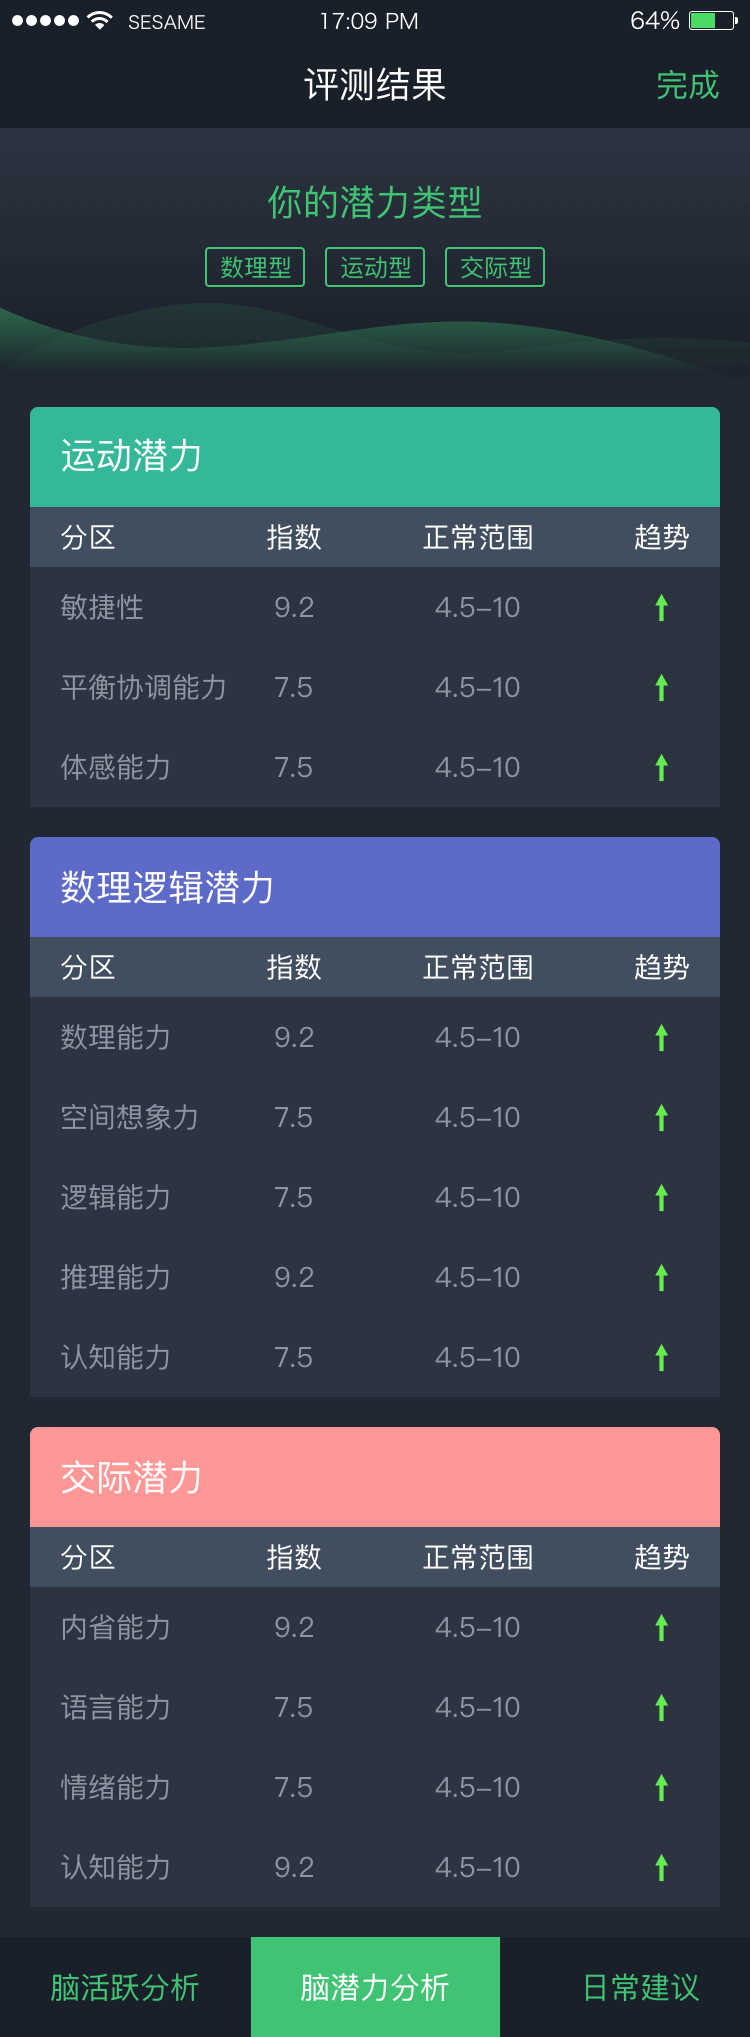 SESAME 17:09 PM 64%
评测结果 完成
你的潜力类型
数理型 运动型 交际型
运动潜力
分区 指数 正常范围 趋势
敏捷性 9.2 4.5–10
平衡协调能力 7.5 4.5–10
体感能力 7.5 4.5–10
数理逻辑潜力
分区 指数 正常范围 趋势
数理能力 9.2 4.5–10
空间想象力 7.5 4.5–10
逻辑能力 7.5 4.5–10
推理能力 9.2 4.5–10
认知能力 7.5 4.5–10
交际潜力
分区 指数 正常范围 趋势
内省能力 9.2 4.5–10
语言能力 7.5 4.5–10
情绪能力 7.5 4.5–10
认知能力 9.2 4.5–10
脑活跃分析 脑潜力分析 日常建议